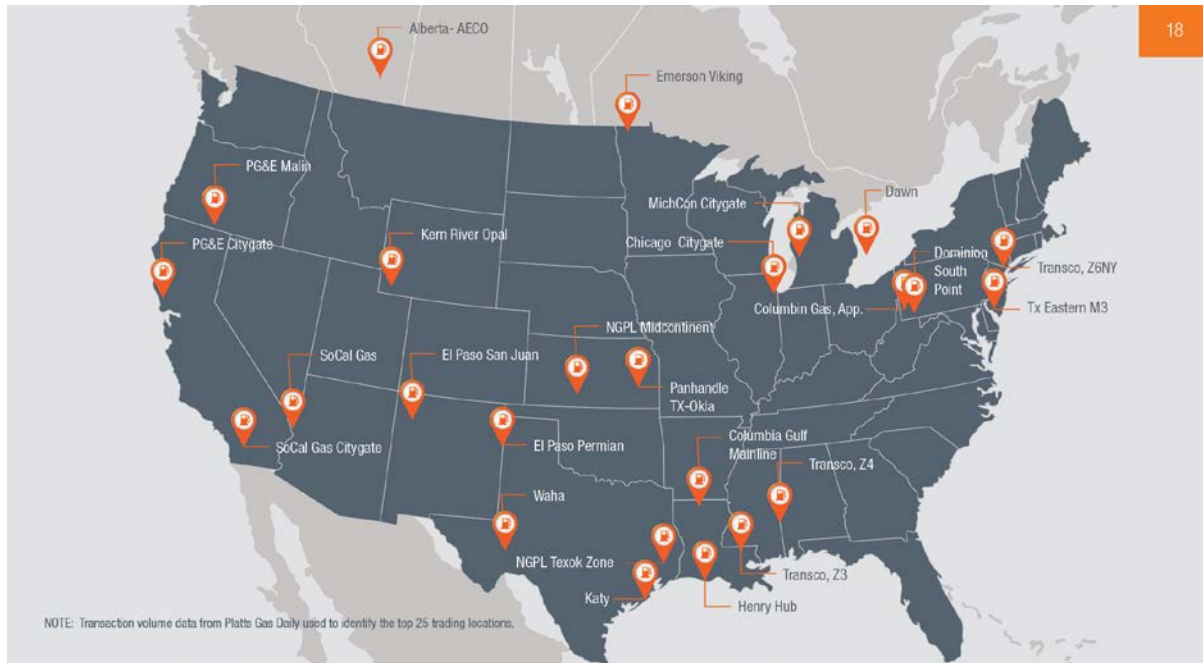 18
Alberta- AECO
Emerson Viking
PG&E Malin
Dawn
MichCon Citygate
Kern River Opal
PG&E Citygate
Chicago Citygate
Dominion
South
Point
Transco, Z6NY
Columbin Gas, App.
Tx Eastern M3
NGPL Midcontinent
SoCal Gas
El Paso San Juan
Panhandle
TX-Okla
Columbia Gulf
Mainline
SoCal Gas Citygate
El Paso Permian
Transco, Z4
Waha
NGPL Texok Zone
Transco, Z3
Katy
Henry Hub
NOTE: Transaction volume data from Platts Gas Daily used to identify the top 25 trading locations.